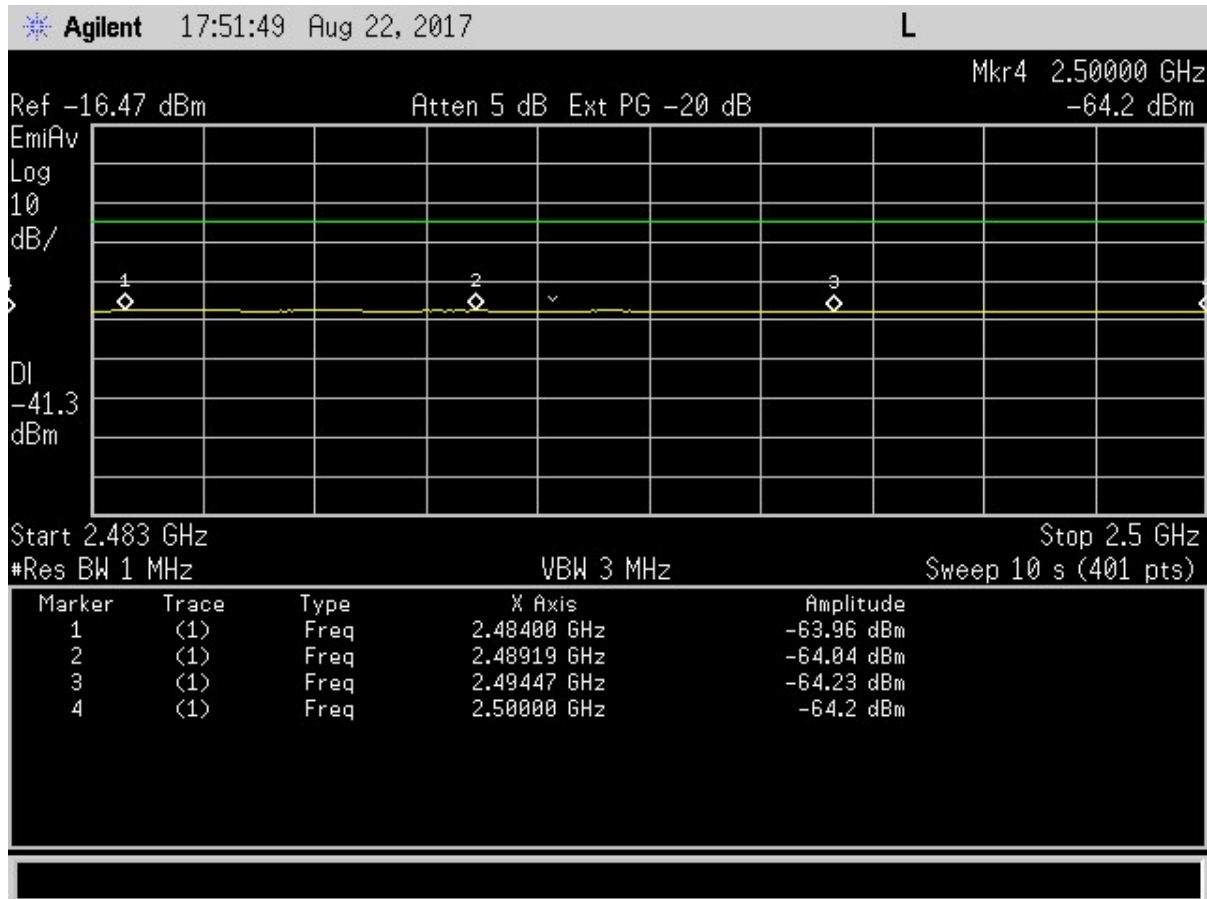 Agilent 17:51:49 Aug 22, 2017 L
Mkr4 2.50000 GHz
Ref -16.47 dBm Atten 5 dB Ext PG -20 dB -64.2 dBm
EmiAv
Log
10
dB/
1 2 3
DI
-41.3
dBm
Start 2.483 GHz Stop 2.5 GHz
#Res BW 1 MHz VBW 3 MHz Sweep 10 s (401 pts)
Marker Trace Type X Axis Amplitude
1 (1) Freq 2.48400 GHz -63.96 dBm
2 (1) Freq 2.48919 GHz -64.04 dBm
3 (1) Freq 2.49447 GHz -64.23 dBm
4 (1) Freq 2.50000 GHz -64.2 dBm